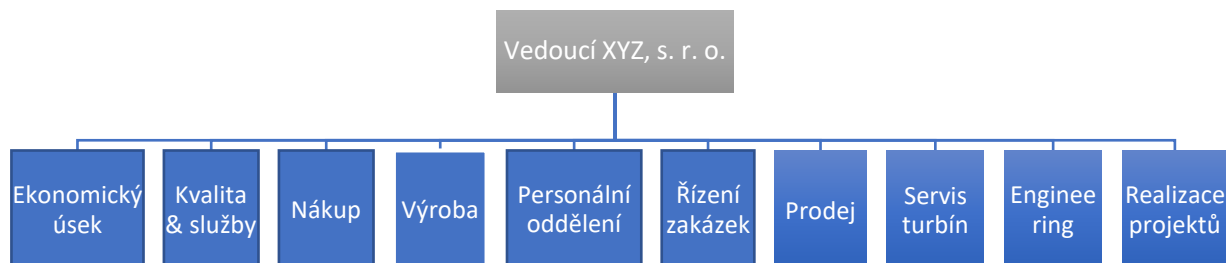 Vedoucí XYZ, s. r. o.
Ekonomický
úsek
Kvalita
& služby
Nákup
Výroba
Personální
oddělení
Řízení
zakázek
Prodej
Servis
turbín
Enginee
ring
Realizace
projektů